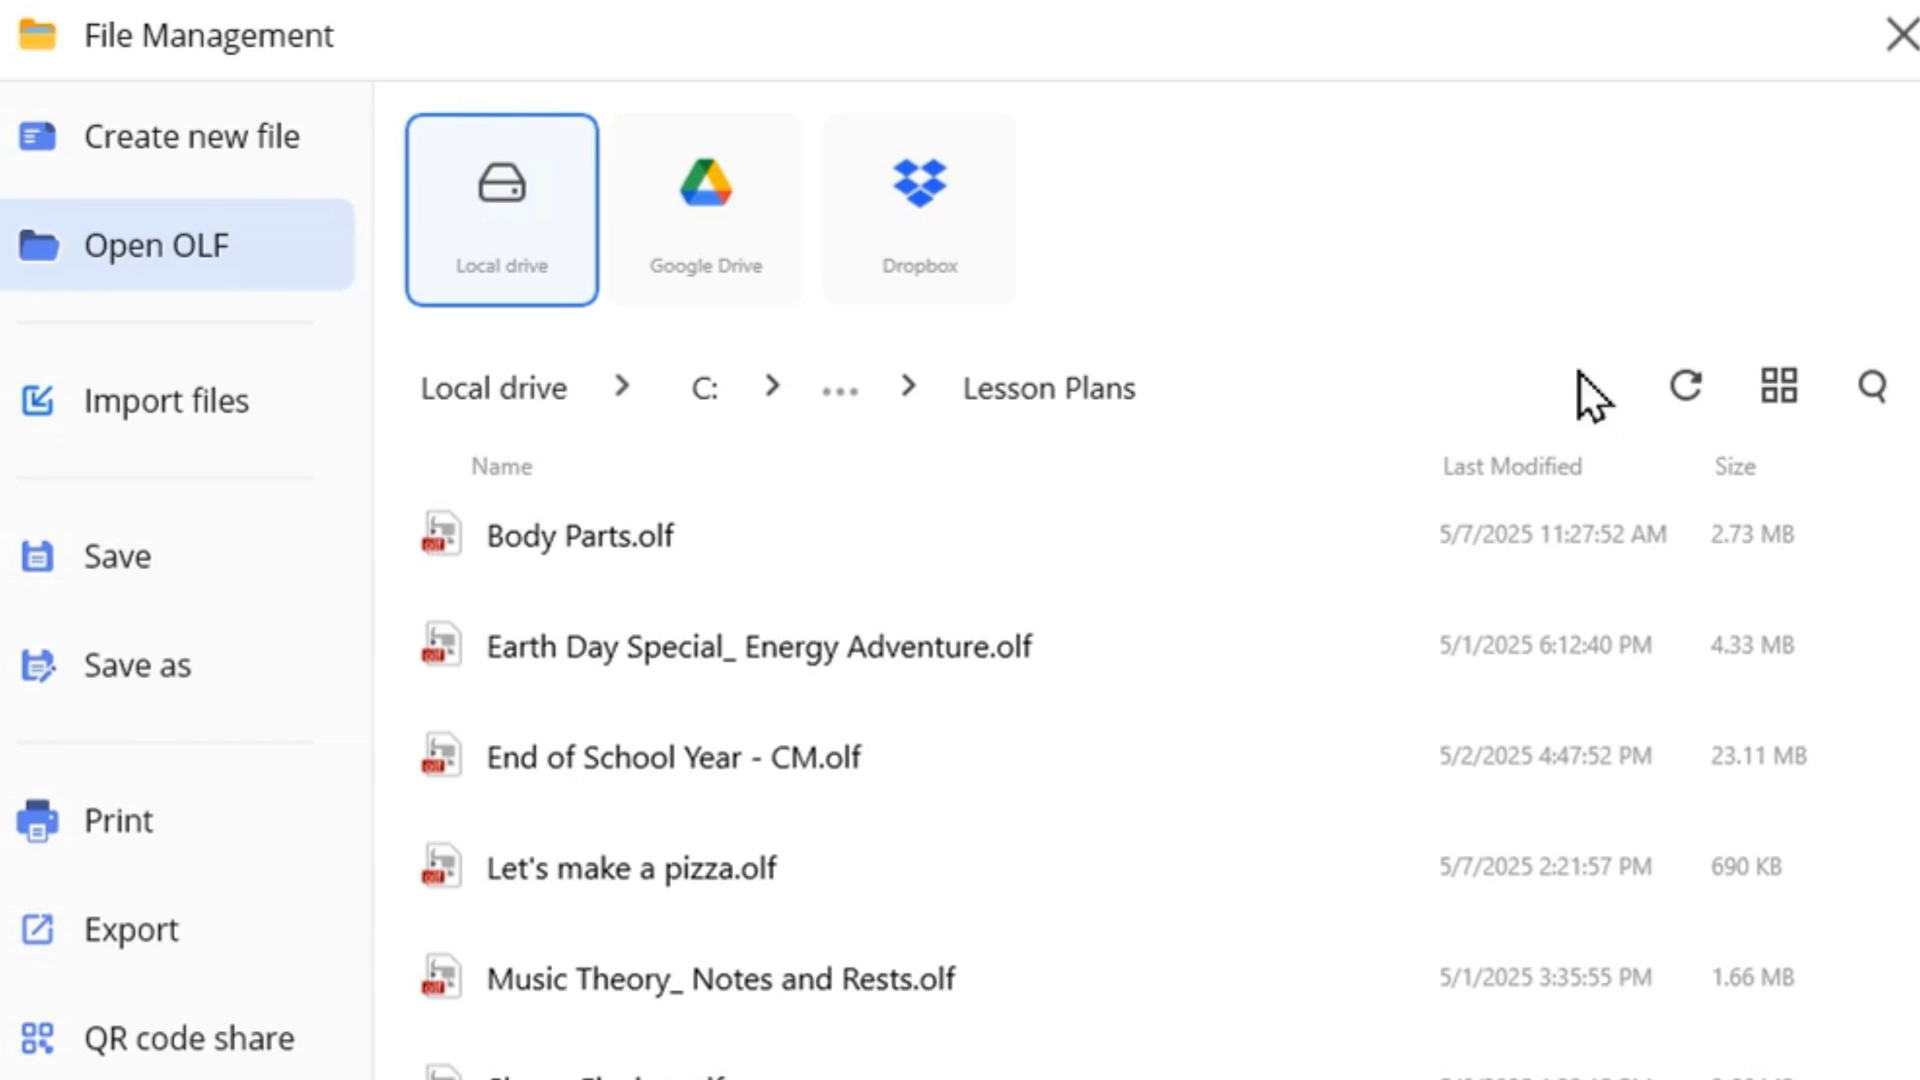 File Management
Create new file
Open OLF
Import files
Save
Save as
Print
Export
QR code share
Local drive
Google Drive
Dropbox
Local drive > C: > ... > Lesson Plans
Name Last Modified Size
Body Parts.olf 5/7/2025 11:27:52 AM 2.73 MB
Earth Day Special_ Energy Adventure.olf 5/1/2025 6:12:40 PM 4.33 MB
End of School Year - CM.olf 5/2/2025 4:47:52 PM 23.11 MB
Let's make a pizza.olf 5/7/2025 2:21:57 PM 690 KB
Music Theory_ Notes and Rests.olf 5/1/2025 3:35:55 PM 1.66 MB